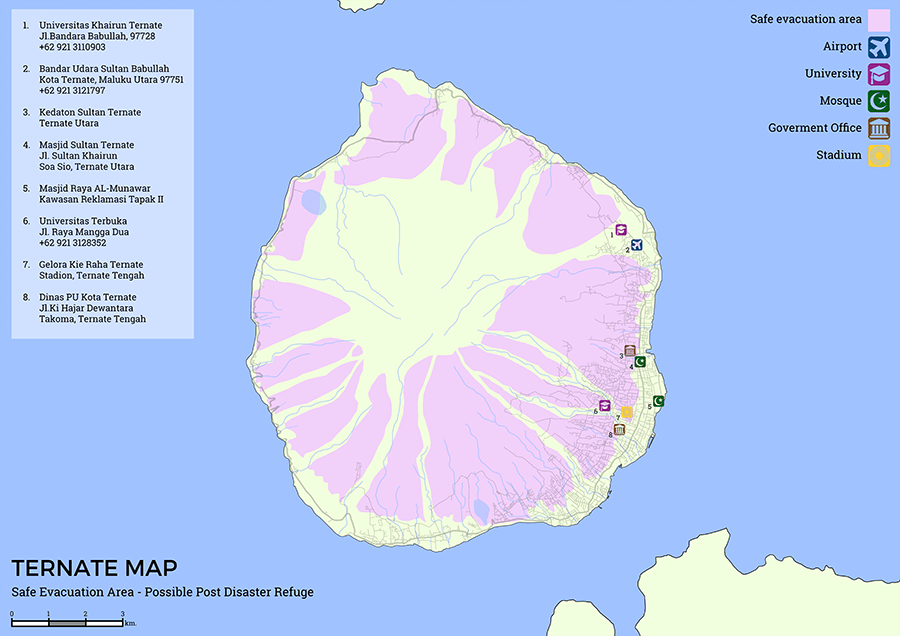 1. Universitas Khairun Ternate
Jl.Bandara Babullah, 97728
+62 921 3110903
2. Bandar Udara Sultan Babullah
Kota Ternate, Maluku Utara 97751
+62 921 3121797
3. Kedaton Sultan Ternate
Ternate Utara
4. Masjid Sultan Ternate
Jl. Sultan Khairun
Soa Sio, Ternate Utara
5. Masjid Raya AL-Munawar
Kawasan Reklamasi Tapak II
6. Universitas Terbuka
Jl. Raya Mangga Dua
+62 921 3128352
7. Gelora Kie Raha Ternate
Stadion, Ternate Tengah
8. Dinas PU Kota Ternate
Jl.Ki Hajar Dewantara
Takoma, Ternate Tengah
Safe evacuation area
Airport
University
Mosque
Goverment Office
Stadium
1
2
3
4
5
6
7
8
TERNATE MAP
Safe Evacuation Area - Possible Post Disaster Refuge
0 1 2 3
km.